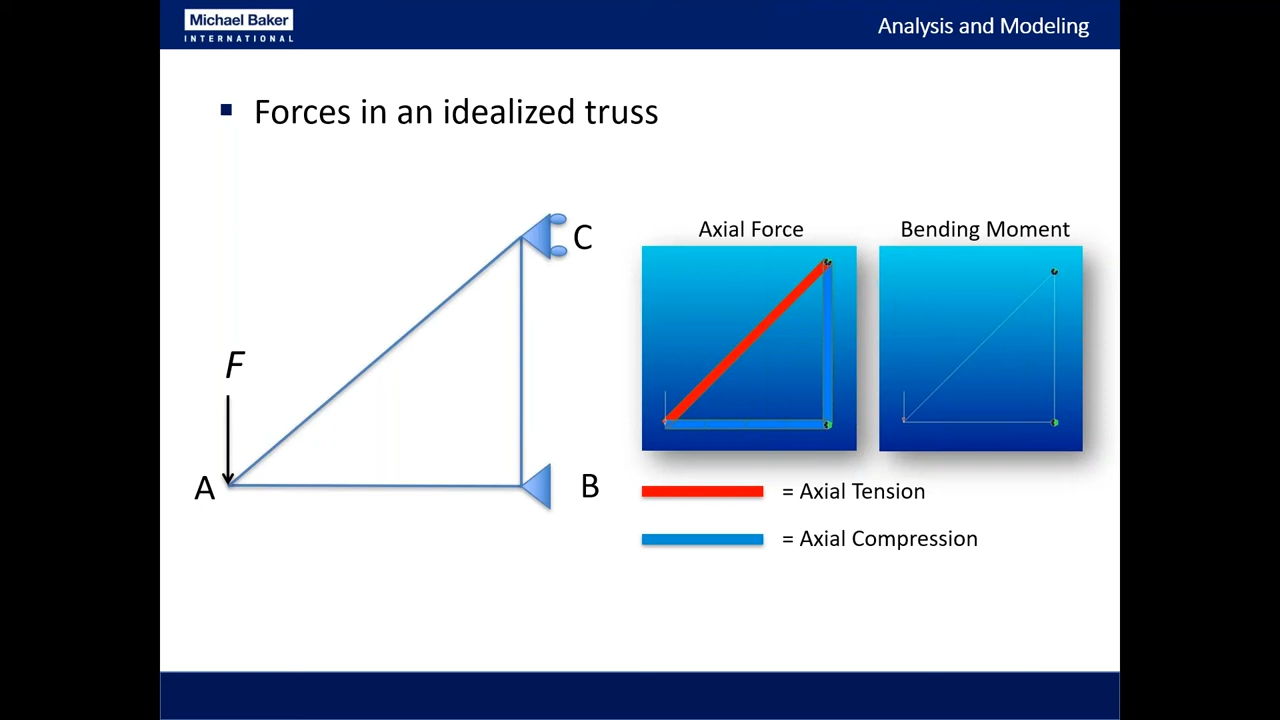 Michael Baker
INTERNATIONAL
Analysis and Modeling
Forces in an idealized truss
C
Axial Force
Bending Moment
F
A
B
= Axial Tension
= Axial Compression